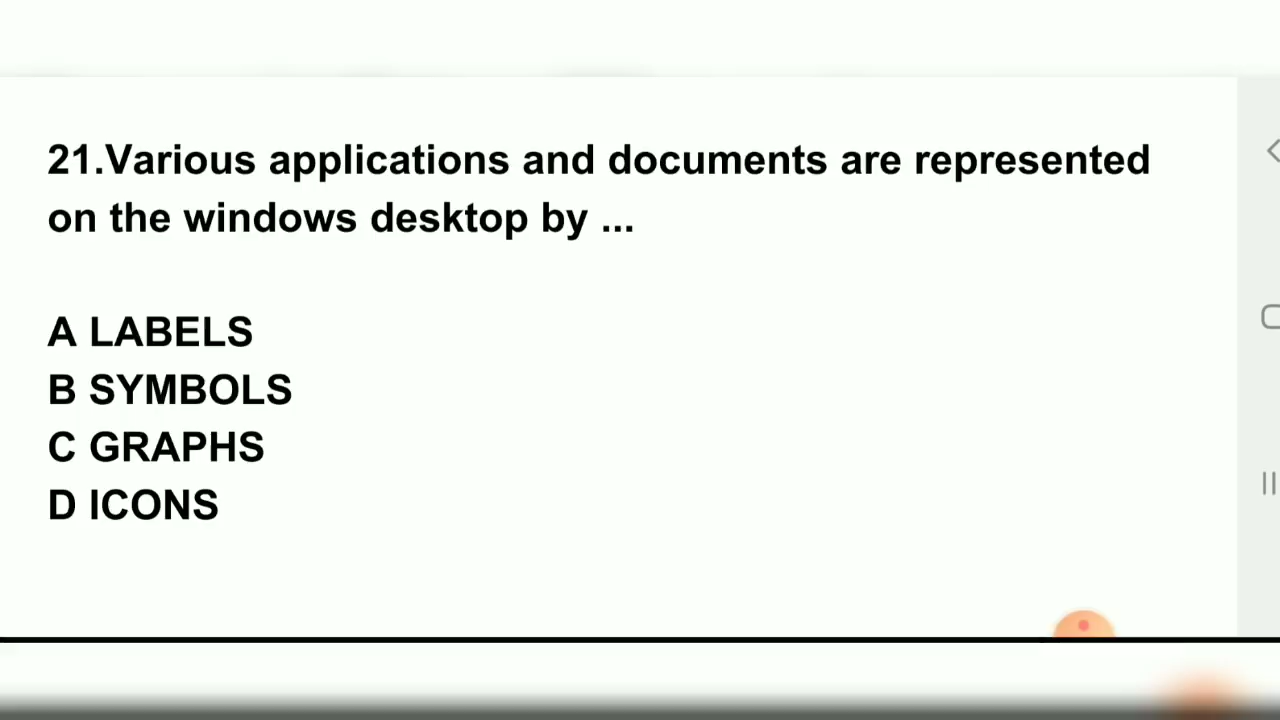 21.Various applications and documents are represented
on the windows desktop by ...
A LABELS
B SYMBOLS
C GRAPHS
D ICONS